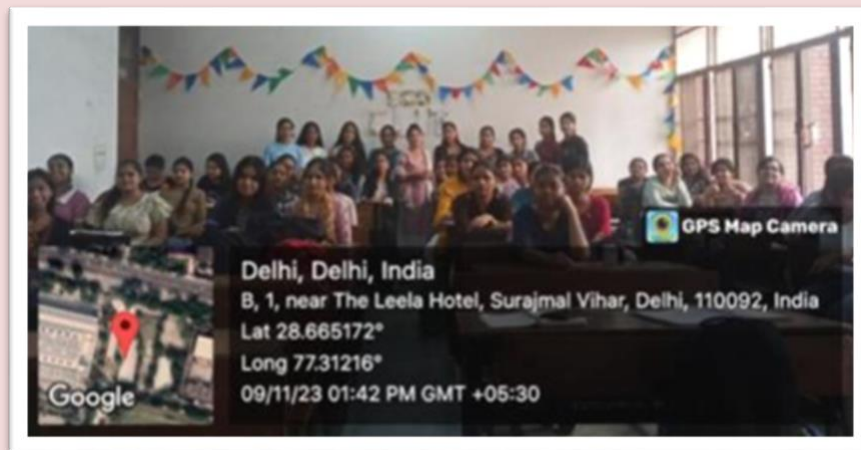 GPS Map Camera
Delhi, Delhi, India
B, 1, near The Leela Hotel, Surajmal Vihar, Delhi, 110092, India
Lat 28.665172°
Long 77.31216°
09/11/23 01:42 PM GMT +05:30
Google